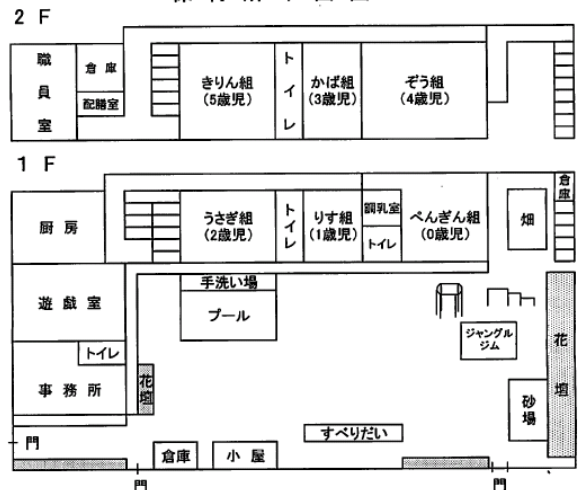 2F
職員室
倉庫
配膳室
きりん組
(5歳児)
トイレ
かば組
(3歳児)
ぞう組
(4歳児)
1F
厨房
うさぎ組
(2歳児)
トイレ
りす組
(1歳児)
調乳室
トイレ
ぺんぎん組
(0歳児)
畑
倉庫
遊戯室
手洗い場
プール
ジャングル
ジム
花壇
トイレ
事務所
花壇
砂場
すべりだい
門
倉庫
小屋
門
門